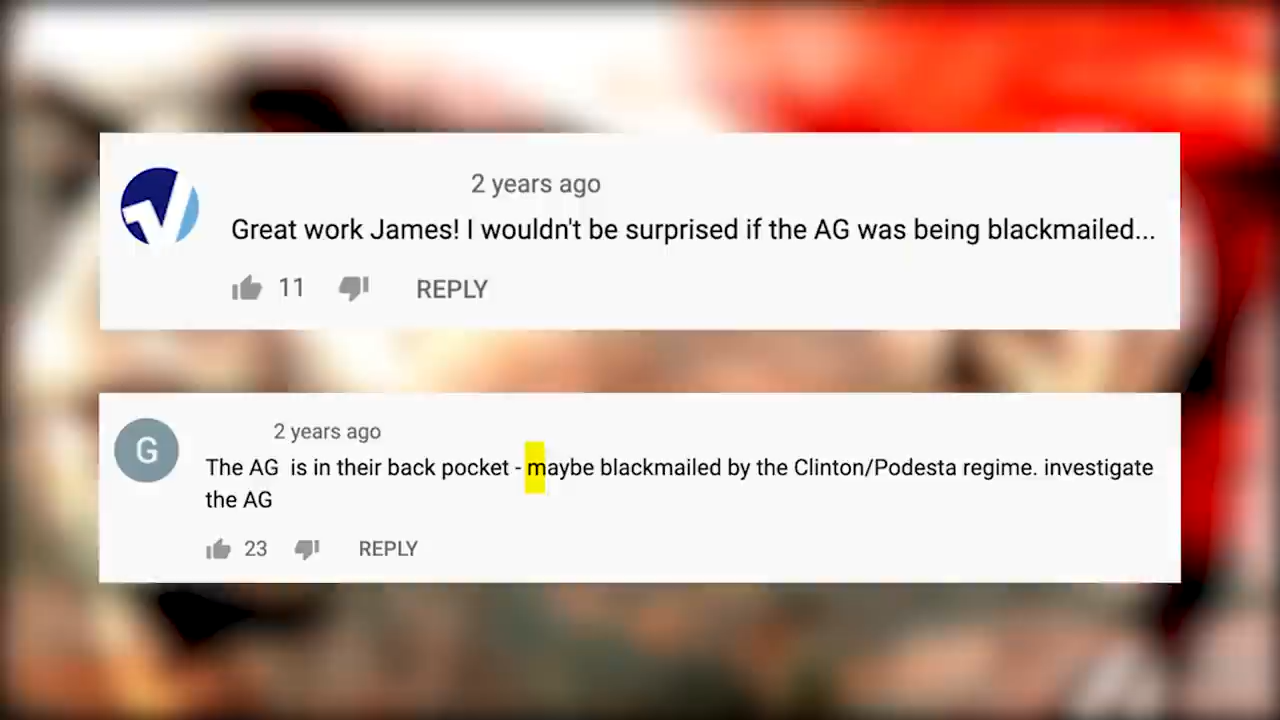 2 years ago
Great work James! I wouldn't be surprised if the AG was being blackmailed...
11 REPLY
G
2 years ago
The AG is in their back pocket - maybe blackmailed by the Clinton/Podesta regime. investigate
the AG
23 REPLY